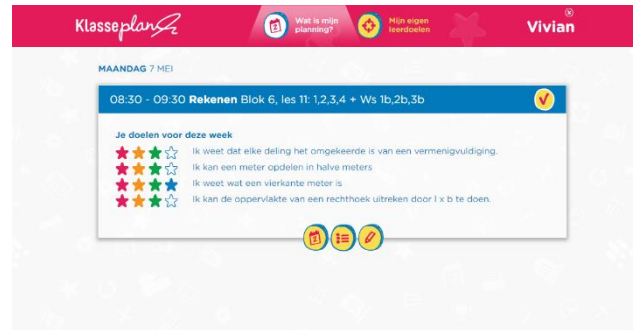 Klasseplan
Wat is mijn planning?
Mijn eigen leerdoelen
Vivian
MAANDAG 7 MEI
08:30 - 09:30 Rekenen Blok 6, les 11: 1,2,3,4 + Ws 1b,2b,3b
Je doelen voor deze week
Ik weet dat elke deling het omgekeerde is van een vermenigvuldiging.
Ik kan een meter opdelen in halve meters
Ik weet wat een vierkante meter is
Ik kan de oppervlakte van een rechthoek uitreken door l x b te doen.